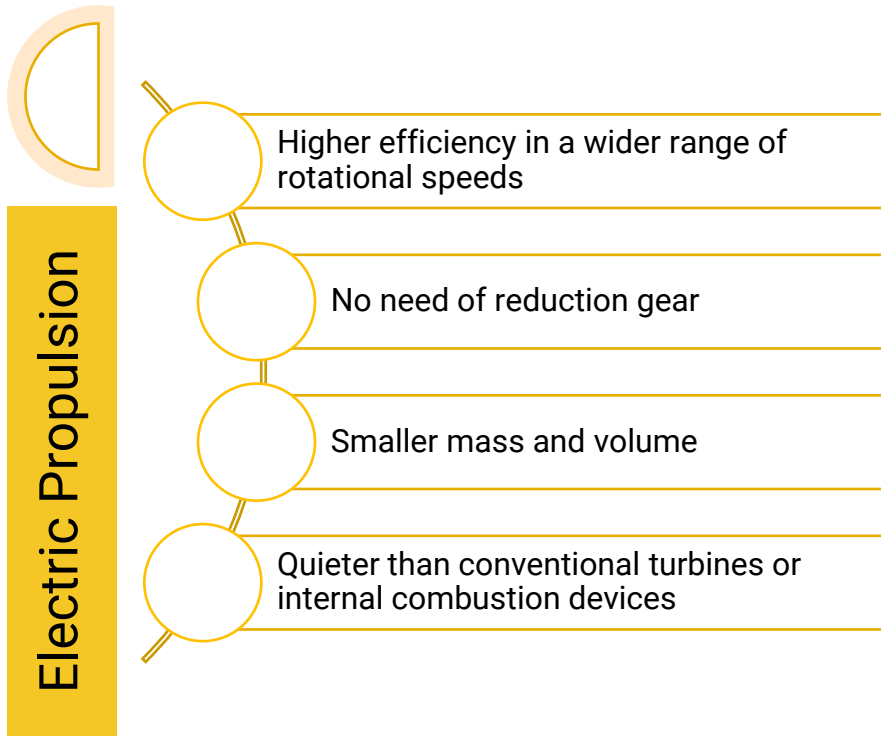 Electric Propulsion
Higher efficiency in a wider range of
rotational speeds
No need of reduction gear
Smaller mass and volume
Quieter than conventional turbines or
internal combustion devices